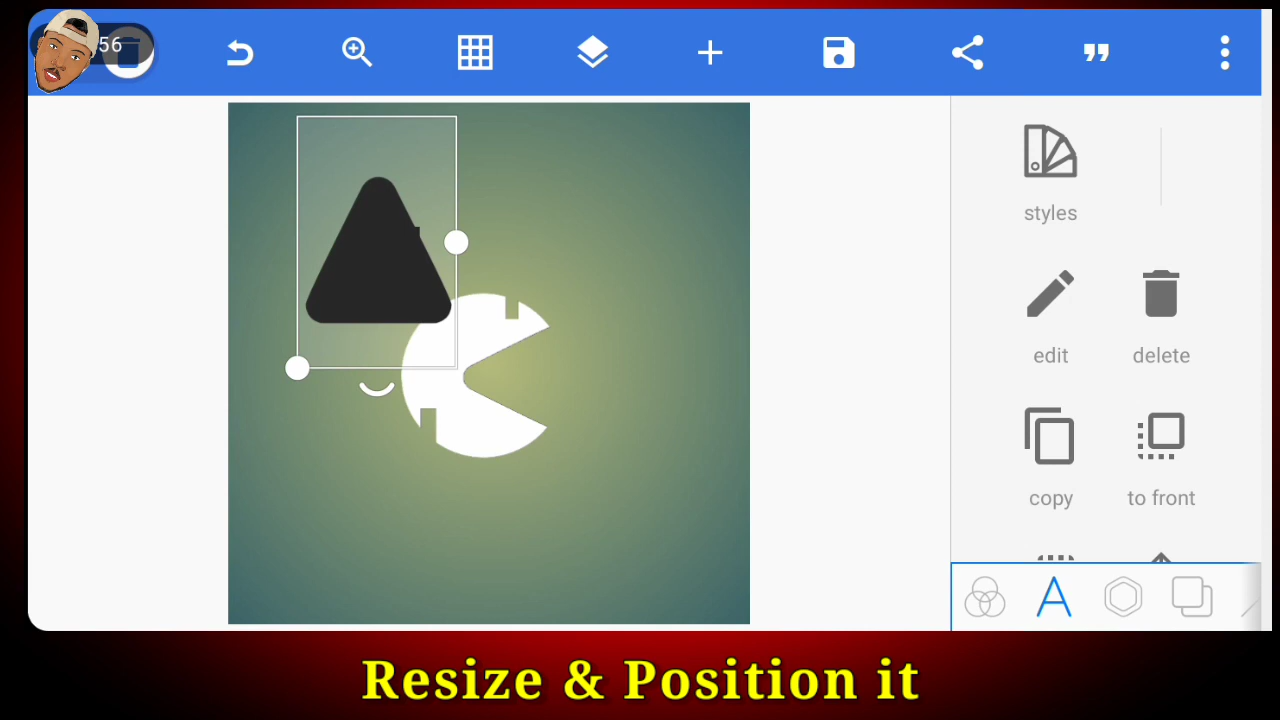 56
styles
edit
delete
copy
to front
Resize & Position it